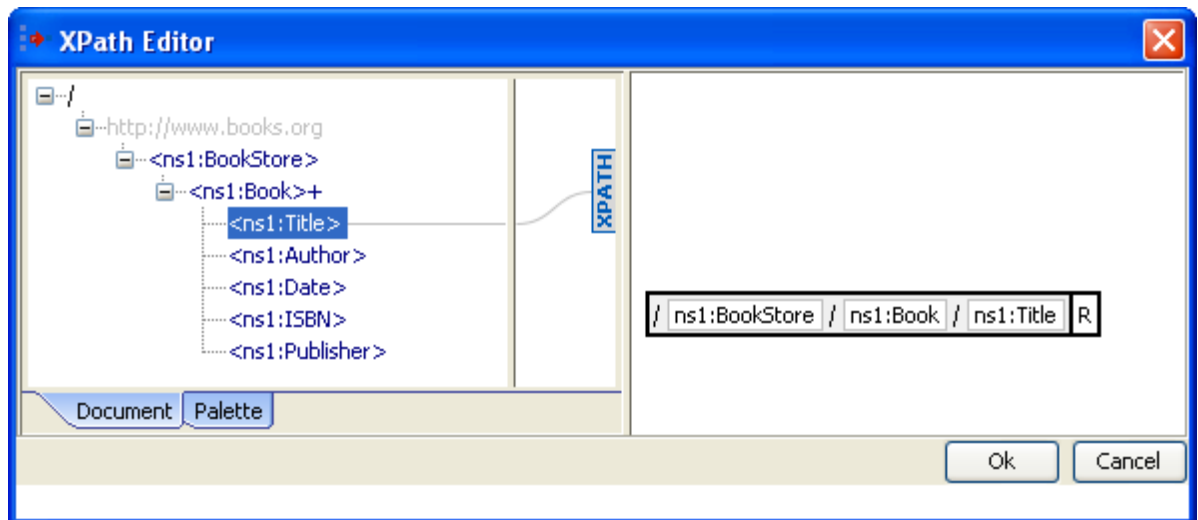 XPath Editor
/
http://www.books.org
<ns1:BookStore>
<ns1:Book>+
<ns1:Title>
<ns1:Author>
<ns1:Date>
<ns1:ISBN>
<ns1:Publisher>
XPATH
/ ns1:BookStore / ns1:Book / ns1:Title R
Document Palette
Ok Cancel